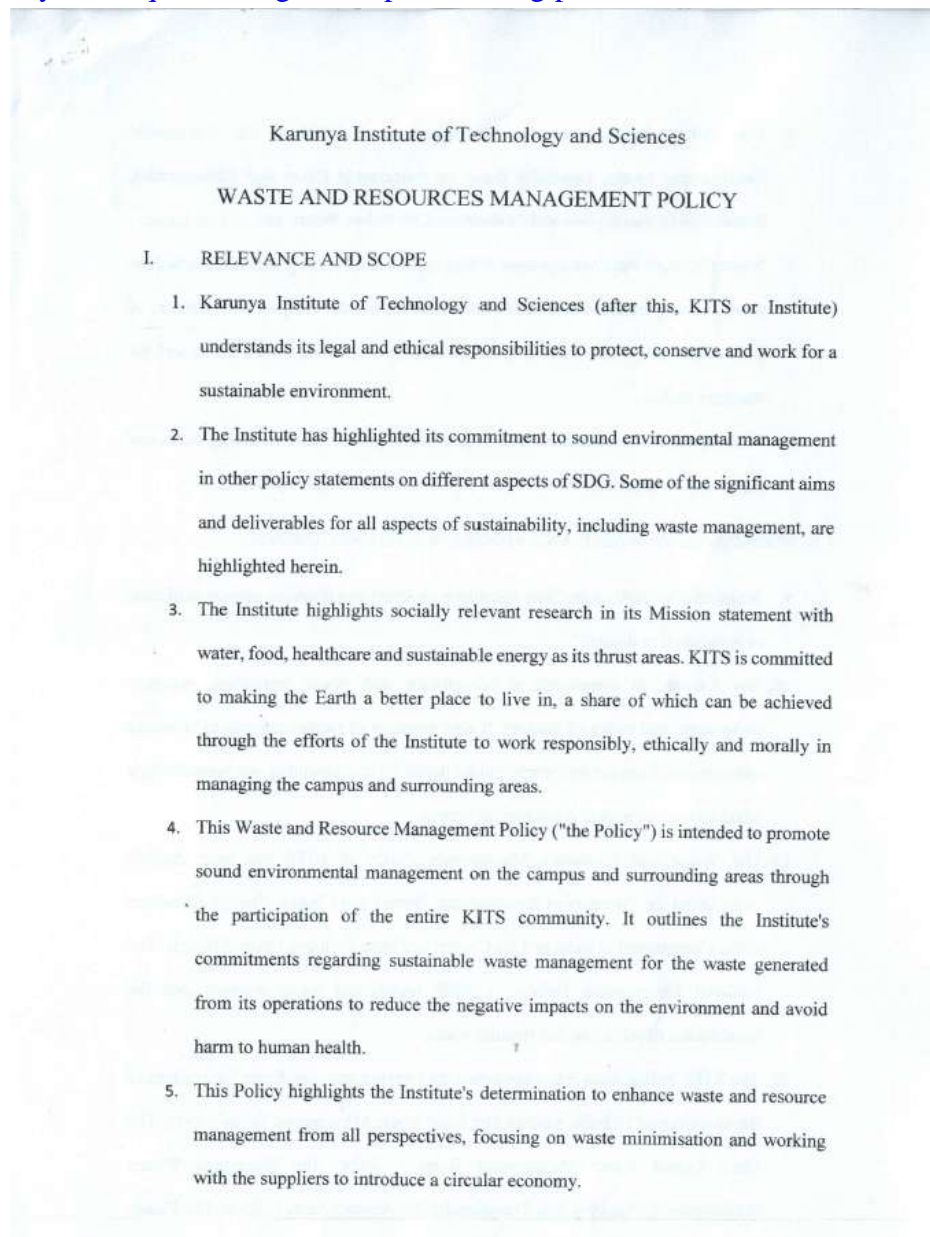 Karunya Institute of Technology and Sciences
WASTE AND RESOURCES MANAGEMENT POLICY
I. RELEVANCE AND SCOPE
1. Karunya Institute of Technology and Sciences (after this, KITS or Institute)
understands its legal and ethical responsibilities to protect, conserve and work for a
sustainable environment.
2. The Institute has highlighted its commitment to sound environmental management
in other policy statements on different aspects of SDG. Some of the significant aims
and deliverables for all aspects of sustainability, including waste management, are
highlighted herein.
3. The Institute highlights socially relevant research in its Mission statement with
water, food, healthcare and sustainable energy as its thrust areas. KITS is committed
to making the Earth a better place to live in, a share of which can be achieved
through the efforts of the Institute to work responsibly, ethically and morally in
managing the campus and surrounding areas.
4. This Waste and Resource Management Policy ("the Policy") is intended to promote
sound environmental management on the campus and surrounding areas through
the participation of the entire KITS community. It outlines the Institute's
commitments regarding sustainable waste management for the waste generated
from its operations to reduce the negative impacts on the environment and avoid
harm to human health.
5. This Policy highlights the Institute's determination to enhance waste and resource
management from all perspectives, focusing on waste minimisation and working
with the suppliers to introduce a circular economy.